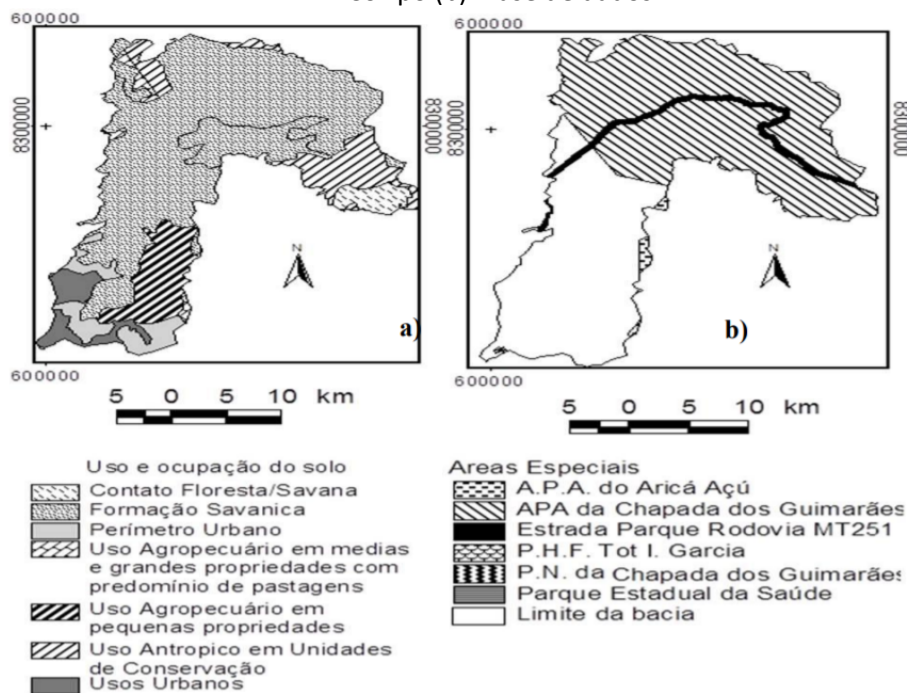 600000
600000
8300000
8300000
8300000
8300000
N
N
a)
b)
600000
600000
5 0 5 10 km
5 0 5 10 km
Uso e ocupação do solo
Contato Floresta/Savana
Formação Savanica
Perímetro Urbano
Uso Agropecuário em medias
e grandes propriedades com
predomínio de pastagens
Uso Agropecuário em
pequenas propriedades
Uso Antropico em Unidades
de Conservação
Usos Urbanos
Areas Especiais
A.P.A. do Aricá Açú
APA da Chapada dos Guimarães
Estrada Parque Rodovia MT251
P.H.F. Tot I. Garcia
P.N. da Chapada dos Guimarães
Parque Estadual da Saúde
Limite da bacia